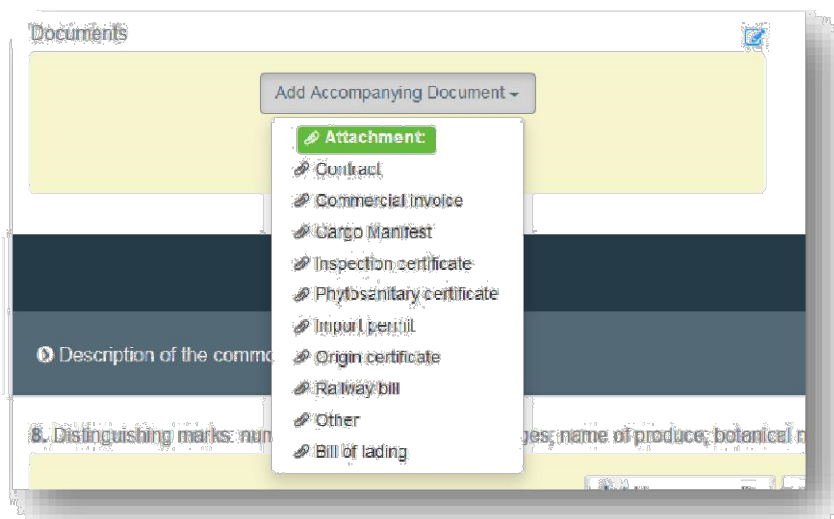 Documents
Add Accompanying Document
Attachment:
Contract
Commercial invoice
Cargo Manifest
Inspection certificate
Phytosanitary certificate
Import permit
Origin certificate
Railway bill
Other
Bill of lading
Description of the commo
8. Distinguishing marks: num ges; name of produce, botanical n